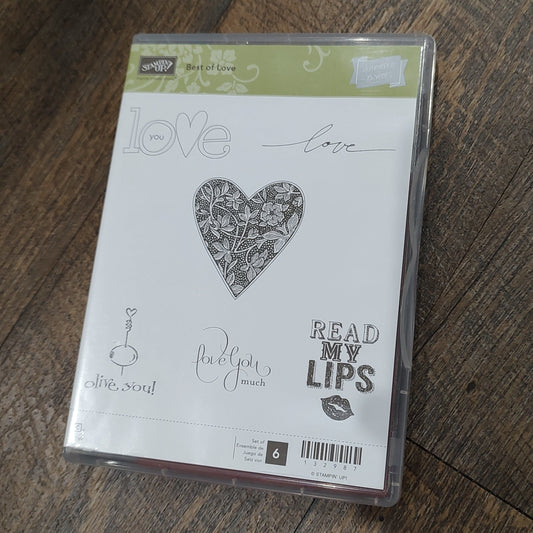 STAMPIN' UP!
Best of Love
love
you
love
love you
much
olive, you!
READ
MY
LIPS
Set of
Ensemble de
Juego de
Satz von
6
132987
© STAMPIN' UP!